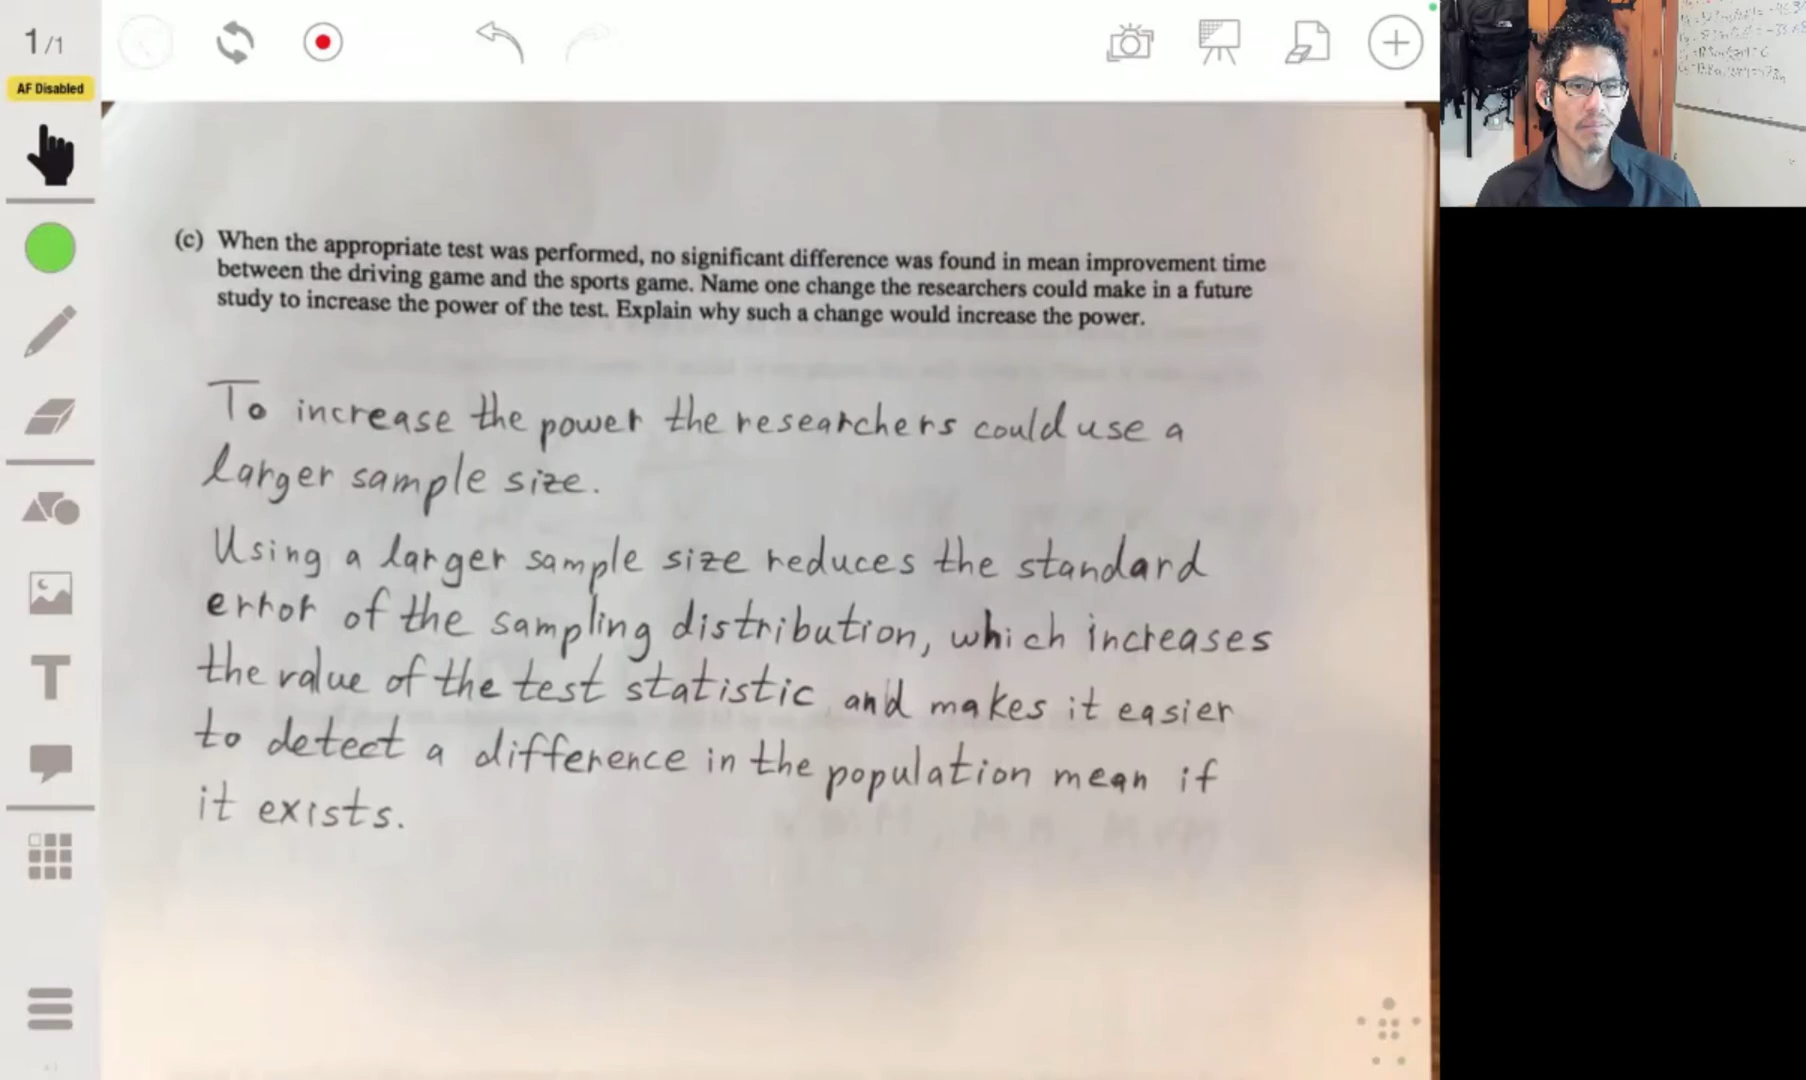 1/1
AF Disabled
(c) When the appropriate test was performed, no significant difference was found in mean improvement time
between the driving game and the sports game. Name one change the researchers could make in a future
study to increase the power of the test. Explain why such a change would increase the power.
To increase the power the researchers could use a
larger sample size.
Using a larger sample size reduces the standard
error of the sampling distribution, which increases
the value of the test statistic and makes it easier
to detect a difference in the population mean if
it exists.
T